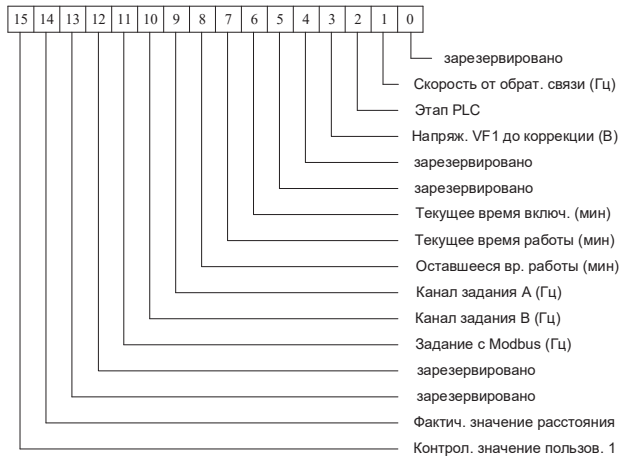 15 14 13 12 11 10 9 8 7 6 5 4 3 2 1 0
зарезервировано
Скорость от обрат. связи (Гц)
Этап PLC
Напряж. VF1 до коррекции (В)
зарезервировано
зарезервировано
Текущее время включ. (мин)
Текущее время работы (мин)
Оставшееся вр. работы (мин)
Канал задания А (Гц)
Канал задания В (Гц)
Задание с Modbus (Гц)
зарезервировано
зарезервировано
Фактич. значение расстояния
Контрол. значение пользов. 1